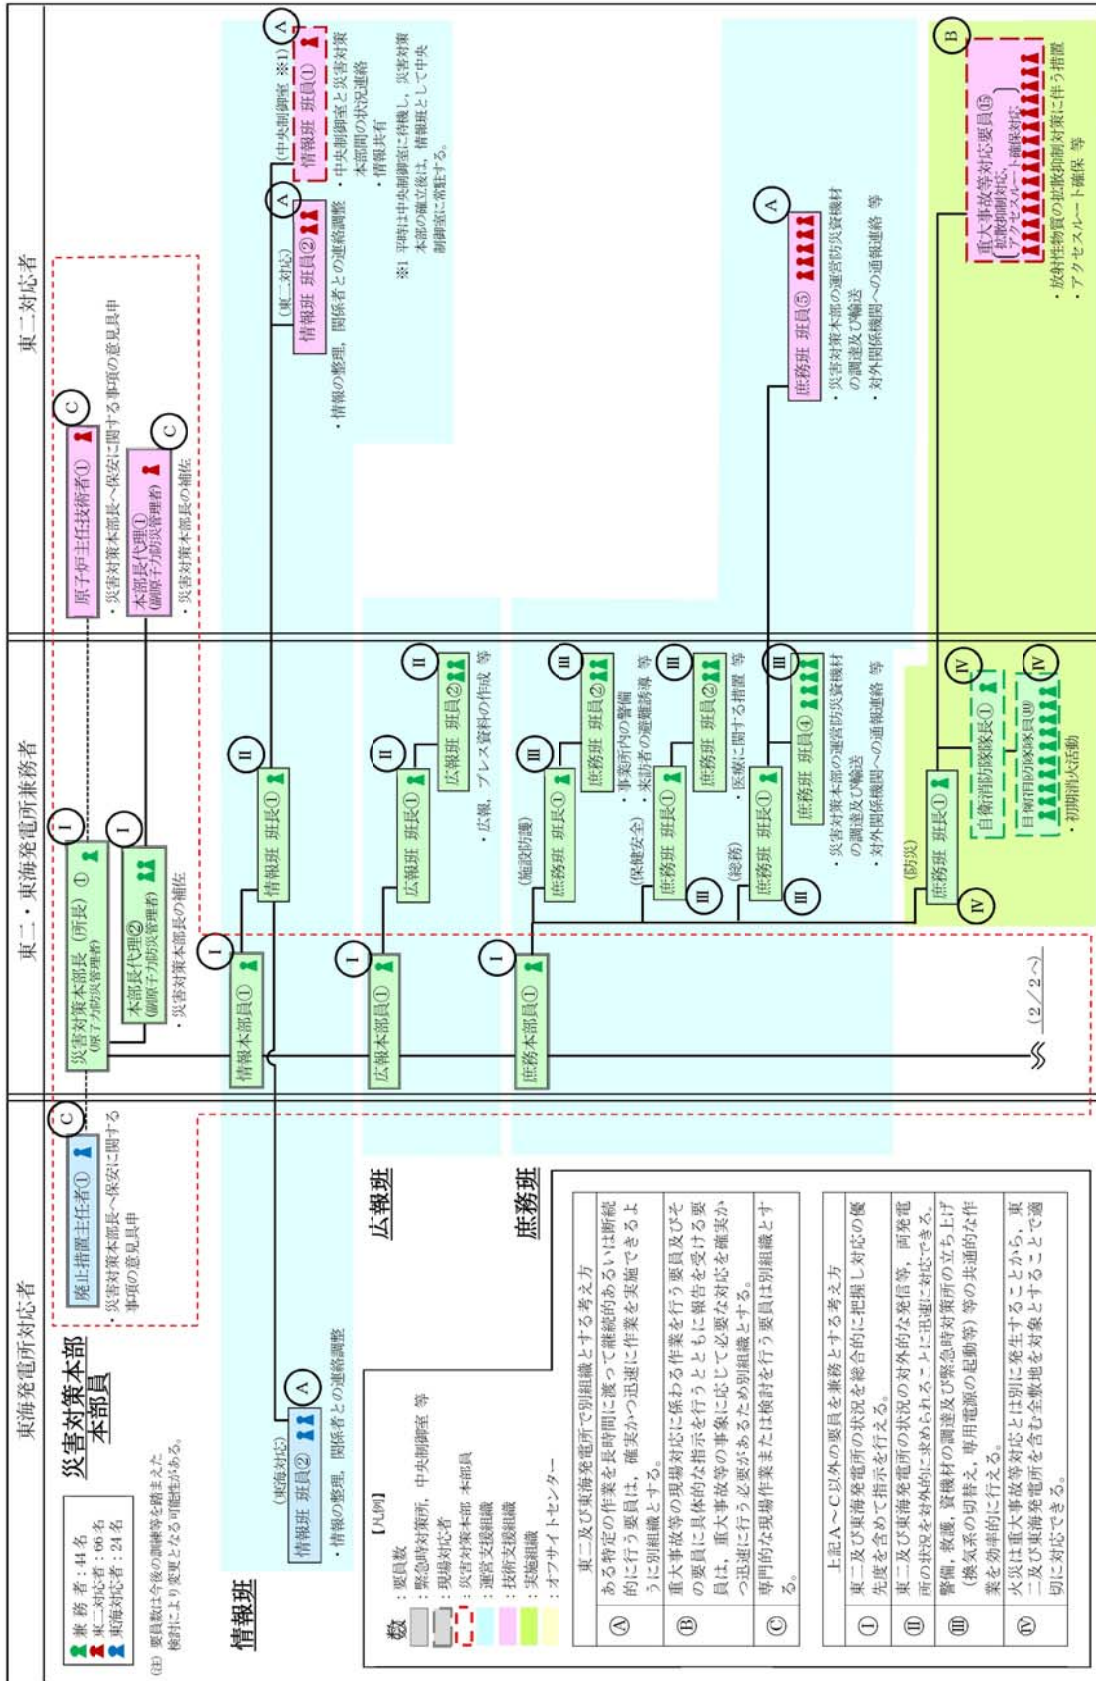 東海発電所対応者
東二・東海発電所兼務者
東二対応者
兼 務 者：44名
東二対応者：66名
東海対応者：24名
(注) 要員数は今後の訓練等を踏まえた
検討により変更となる可能性がある。
災害対策本部
本部員
廃止措置主任者①
C
・災害対策本部長へ保安に関する
事項の意見具申
災害対策本部長（所長）①
(原子力防災管理者)
I
本部長代理②
(副原子力防災管理者)
I
・災害対策本部長の補佐
原子炉主任技術者①
C
・災害対策本部長へ保安に関する事項の意見具申
本部長代理①
(副原子力防災管理者)
C
・災害対策本部長の補佐
情報班
(東海対応)
情報班 班員②
A
・情報の整理，関係者との連絡調整
情報本部員①
I
情報班 班長①
II
(東二対応)
情報班 班員②
A
・情報の整理，関係者との連絡調整
(中央制御室 ※1)
情報班 班員①
A
・中央制御室と災害対策
本部間の状況連絡
・情報共有
※1 平時は中央制御室に待機し，災害対策
本部の確立後は，情報班として中央
制御室に常駐する。
広報班
広報本部員①
I
広報班 班長①
II
広報班 班員②
II
・広報，プレス資料の作成 等
庶務班
庶務本部員①
I
(施設防護)
庶務班 班長①
III
庶務班 班員②
III
・事業所内の警備
・来訪者の避難誘導 等
(保健安全)
庶務班 班長①
III
庶務班 班員②
III
・医療に関する措置 等
(総務)
庶務班 班長①
III
庶務班 班員④
III
・災害対策本部の運営防災資機材
の調達及び輸送
・対外関係機関への通報連絡 等
庶務班 班員⑤
A
・災害対策本部の運営防災資機材
の調達及び輸送
・対外関係機関への通報連絡 等
(防災)
庶務班 班長①
IV
自衛消防隊隊長①
IV
自衛消防隊隊員⑩
IV
・初期消火活動
重大事故等対応要員⑮
拡散抑制対応，
アクセスルート確保対応
B
・放射性物質の拡散抑制対策に伴う措置
・アクセスルート確保 等
(2/2へ)
【凡例】
数 ：要員数
：緊急時対策所，中央制御室 等
：現場対応者
：災害対策本部 本部員
：運営支援組織
：技術支援組織
：実施組織
：オフサイトセンター
東二及び東海発電所で別組織とする考え方
Ⓐ ある特定の作業を長時間に渡って継続的あるいは断続
的に行う要員は，確実かつ迅速に作業を実施できるよ
うに別組織とする。
Ⓑ 重大事故等の現場対応に係わる作業を行う要員及びそ
の要員に具体的な指示を行うとともに報告を受ける要
員は，重大事故等の事象に応じて必要な対応を確実か
つ迅速に行う必要があるため別組織とする。
Ⓒ 専門的な現場作業または検討を行う要員は別組織とす
る。
上記A～C以外の要員を兼務とする考え方
Ⅰ 東二及び東海発電所の状況を総合的に把握し対応の優
先度を含めて指示を行える。
Ⅱ 東二及び東海発電所の状況の対外的な発信等，両発電
所の状況を対外的に求められることに迅速に対応できる。
Ⅲ 警備，救護，資機材の調達及び緊急時対策所の立ち上げ
(換気系の切替え，専用電源の起動等) 等の共通的な作
業を効率的に行える。
Ⅳ 火災は重大事故等対応とは別に発生することから，東
二及び東海発電所を含む全敷地を対象とすることで適
切に対応できる。